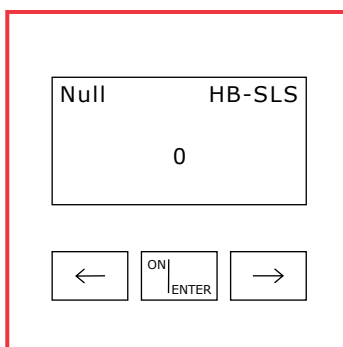 Null HB-SLS
0
← ON ENTER →